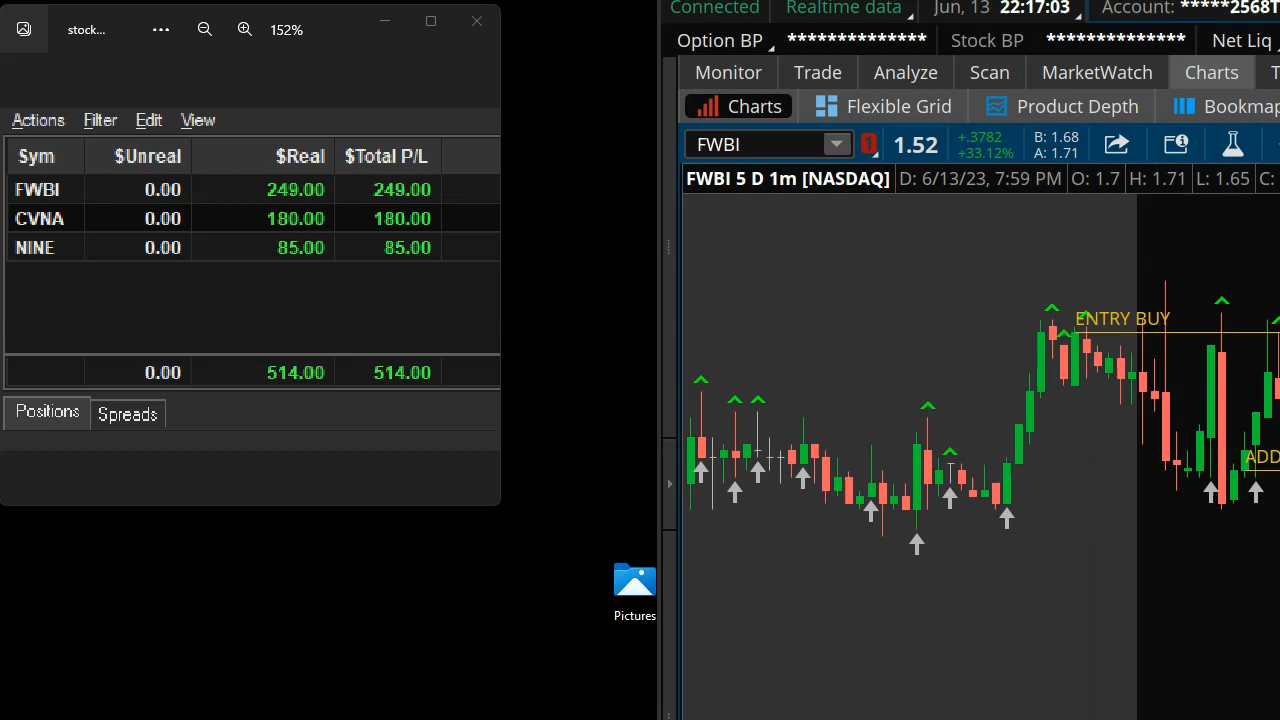 stock...
152%
Actions Filter Edit View
Sym $Unreal $Real $Total P/L
FWBI 0.00 249.00 249.00
CVNA 0.00 180.00 180.00
NINE 0.00 85.00 85.00
0.00 514.00 514.00
Positions Spreads
Pictures
Connected Realtime data Jun, 13 22:17:03 Account: *****2568T
Option BP ************** Stock BP ************** Net Liq
Monitor Trade Analyze Scan MarketWatch Charts T
Charts Flexible Grid Product Depth Bookmap
FWBI 1 1.52 +.3782 +33.12% B: 1.68 A: 1.71
FWBI 5 D 1m [NASDAQ] D: 6/13/23, 7:59 PM O: 1.7 H: 1.71 L: 1.65 C:
ENTRY BUY
ADD